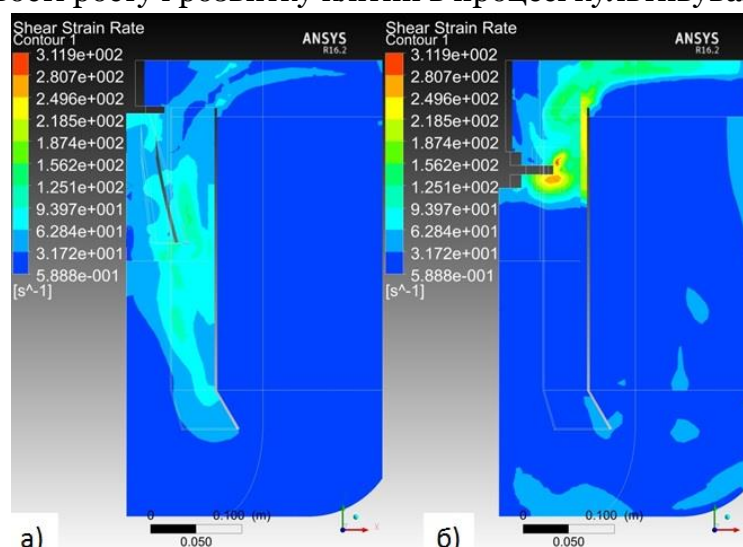 росту і розвитку клітин в процесі
Shear Strain Rate
Contour 1
3.119e+002
2.807e+002
2.496e+002
2.185e+002
1.874e+002
1.562e+002
1.251e+002
9.397e+001
6.284e+001
3.172e+001
5.888e-001
[s^-1]
ANSYS
R16.2
0 0.100 (m)
0.050
а)
Shear Strain Rate
Contour 1
3.119e+002
2.807e+002
2.496e+002
2.185e+002
1.874e+002
1.562e+002
1.251e+002
9.397e+001
6.284e+001
3.172e+001
5.888e-001
[s^-1]
ANSYS
R16.2
0 0.100 (m)
0.050
б)